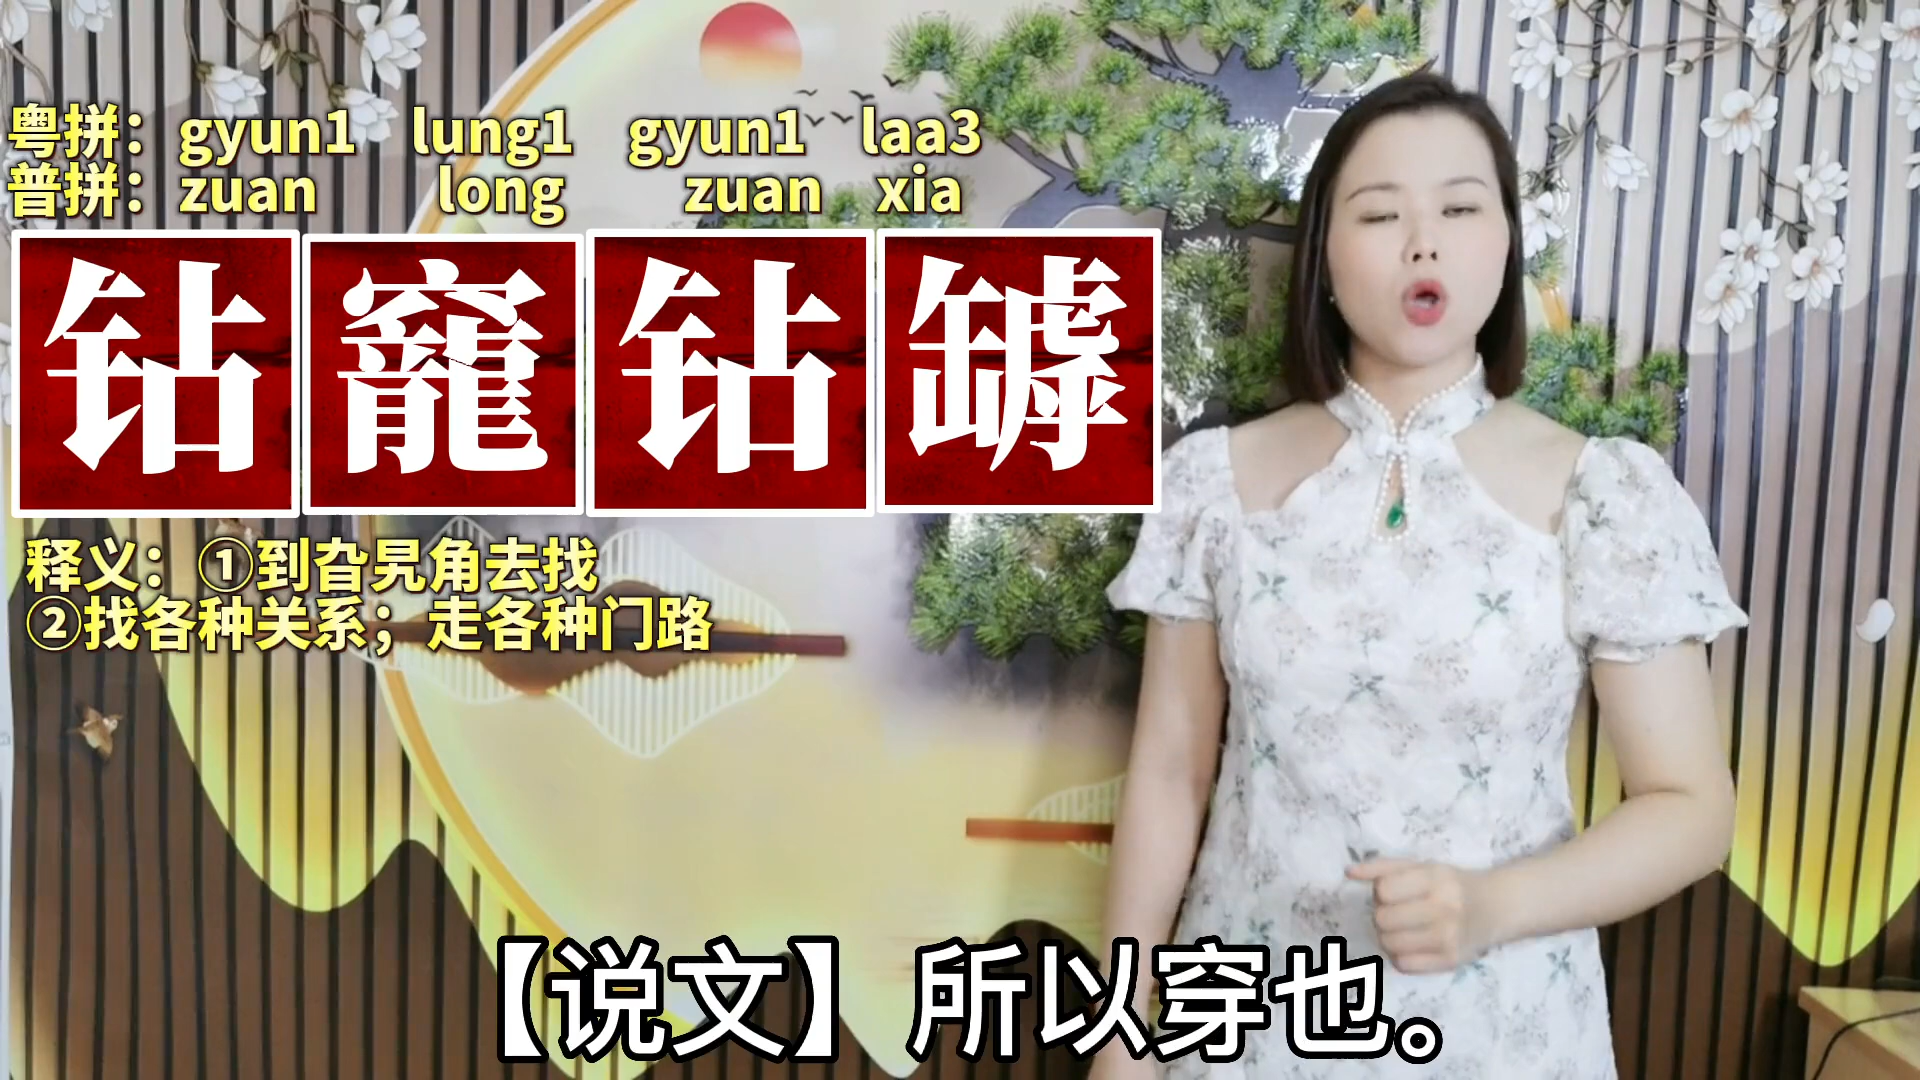 粤拼：gyun1 lung1 gyun1 laa3
普拼：zuan long zuan xia
钻竉钻罅
释义：①到旮旯角去找
②找各种关系；走各种门路
【说文】所以穿也。